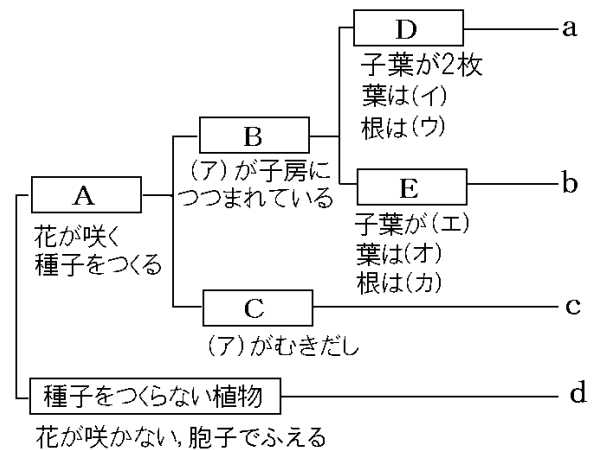 D
a
子葉が2枚
葉は(イ)
根は(ウ)
B
(ア)が子房に
つつまれている
E
b
子葉が(エ)
葉は(オ)
根は(カ)
A
花が咲く
種子をつくる
C
c
(ア)がむきだし
種子をつくらない植物
d
花が咲かない,胞子でふえる